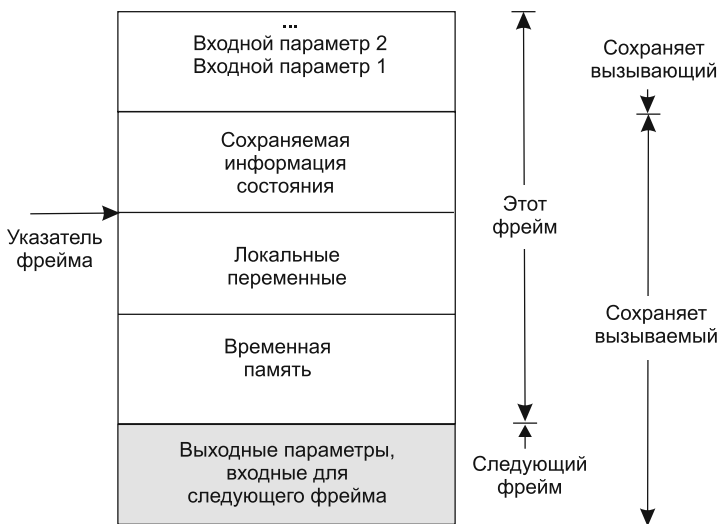 ...
Входной параметр 2
Входной параметр 1
Сохраняет
вызывающий
Сохраняемая
информация
состояния
Указатель
фрейма
Этот
фрейм
Локальные
переменные
Сохраняет
вызываемый
Временная
память
Выходные параметры,
входные для
следующего фрейма
Следующий
фрейм